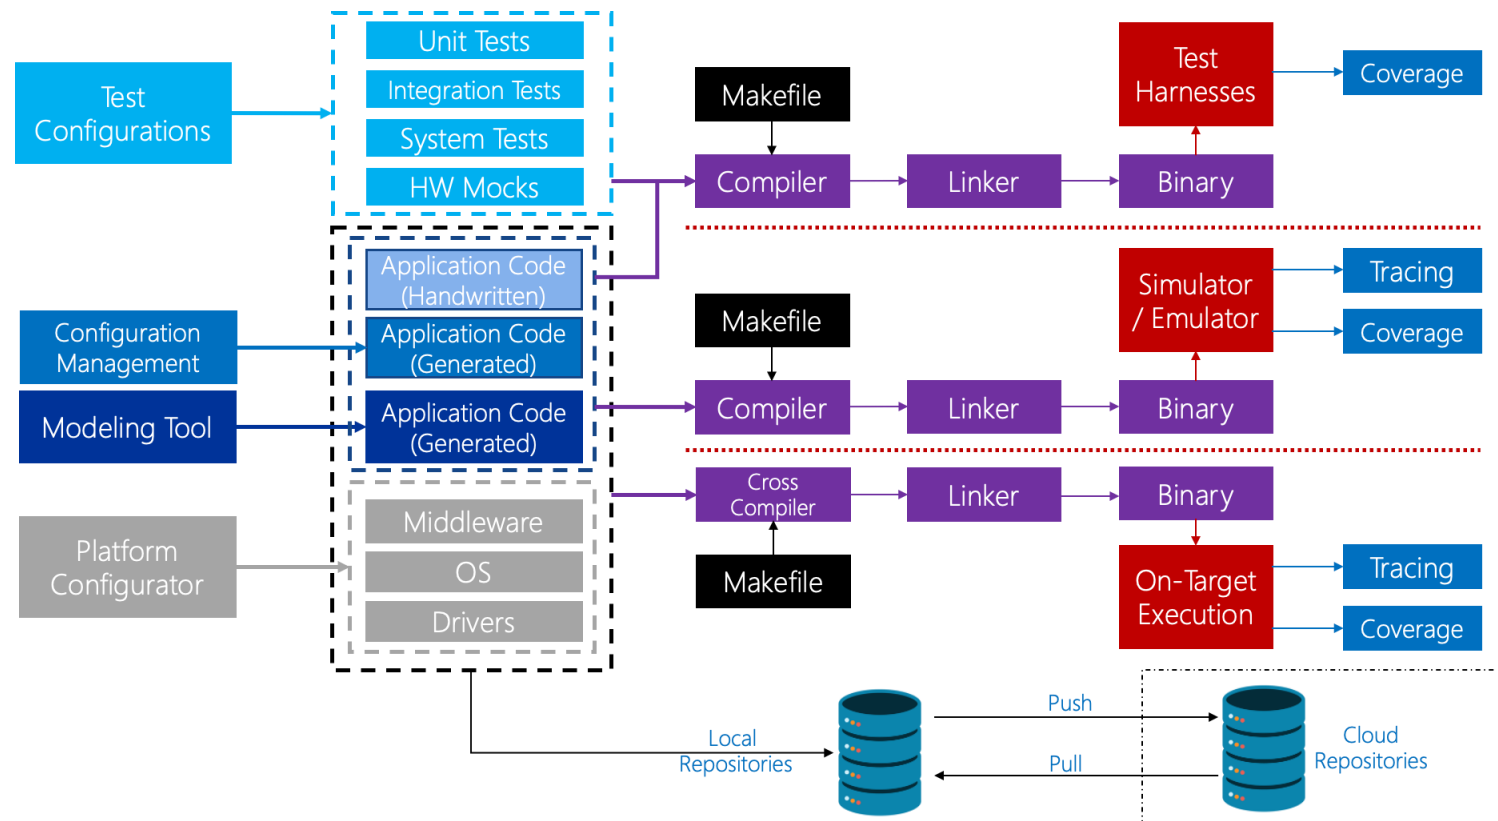 Test
Configurations
Unit Tests
Integration Tests
System Tests
HW Mocks
Makefile
Compiler
Linker
Binary
Test
Harnesses
Coverage
Configuration
Management
Modeling Tool
Application Code
(Handwritten)
Application Code
(Generated)
Application Code
(Generated)
Makefile
Compiler
Linker
Binary
Simulator
/ Emulator
Tracing
Coverage
Platform
Configurator
Middleware
OS
Drivers
Cross
Compiler
Makefile
Linker
Binary
On-Target
Execution
Tracing
Coverage
Local
Repositories
Push
Pull
Cloud
Repositories